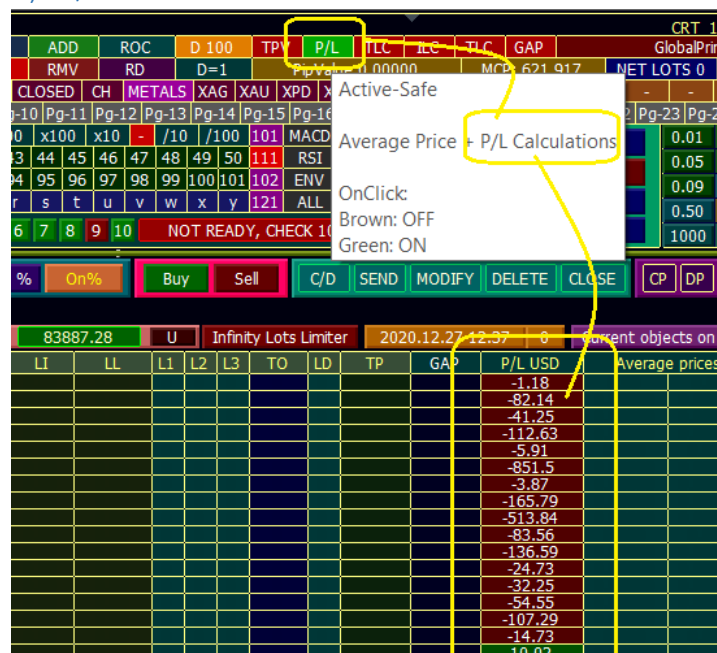 CRT 1
ADD ROC D 100 TPV P/L TLC ILC TLC GAP GlobalPri
RMV RD D=1 PipValue 0.00000 MCP: 621.917 NET LOTS 0
CLOSED CH METALS XAG XAU XPD - -
Pg-11 Pg-12 Pg-13 Pg-14 Pg-15 Pg-23
x100 x10 - /10 /100 101 MACD 0.01
43 44 45 46 47 48 49 50 111 RSI 0.05
94 95 96 97 98 99 100 101 102 ENV 0.09
r s t u v w x y 121 ALL 0.50
6 7 8 9 10 NOT READY, CHECK 1000
Active-Safe
Average Price + P/L Calculations
OnClick:
Brown: OFF
Green: ON
% On% Buy Sell C/D SEND MODIFY DELETE CLOSE CP DP
83887.28 U Infinity Lots Limiter 2020.12.27 12:37 Current objects on
LI LL L1 L2 L3 TO LD TP GAP P/L USD Average prices
-1.18
-82.14
-41.25
-112.63
-5.91
-851.5
-3.87
-165.79
-513.84
-83.56
-136.59
-24.73
-32.25
-54.55
-107.29
-14.73